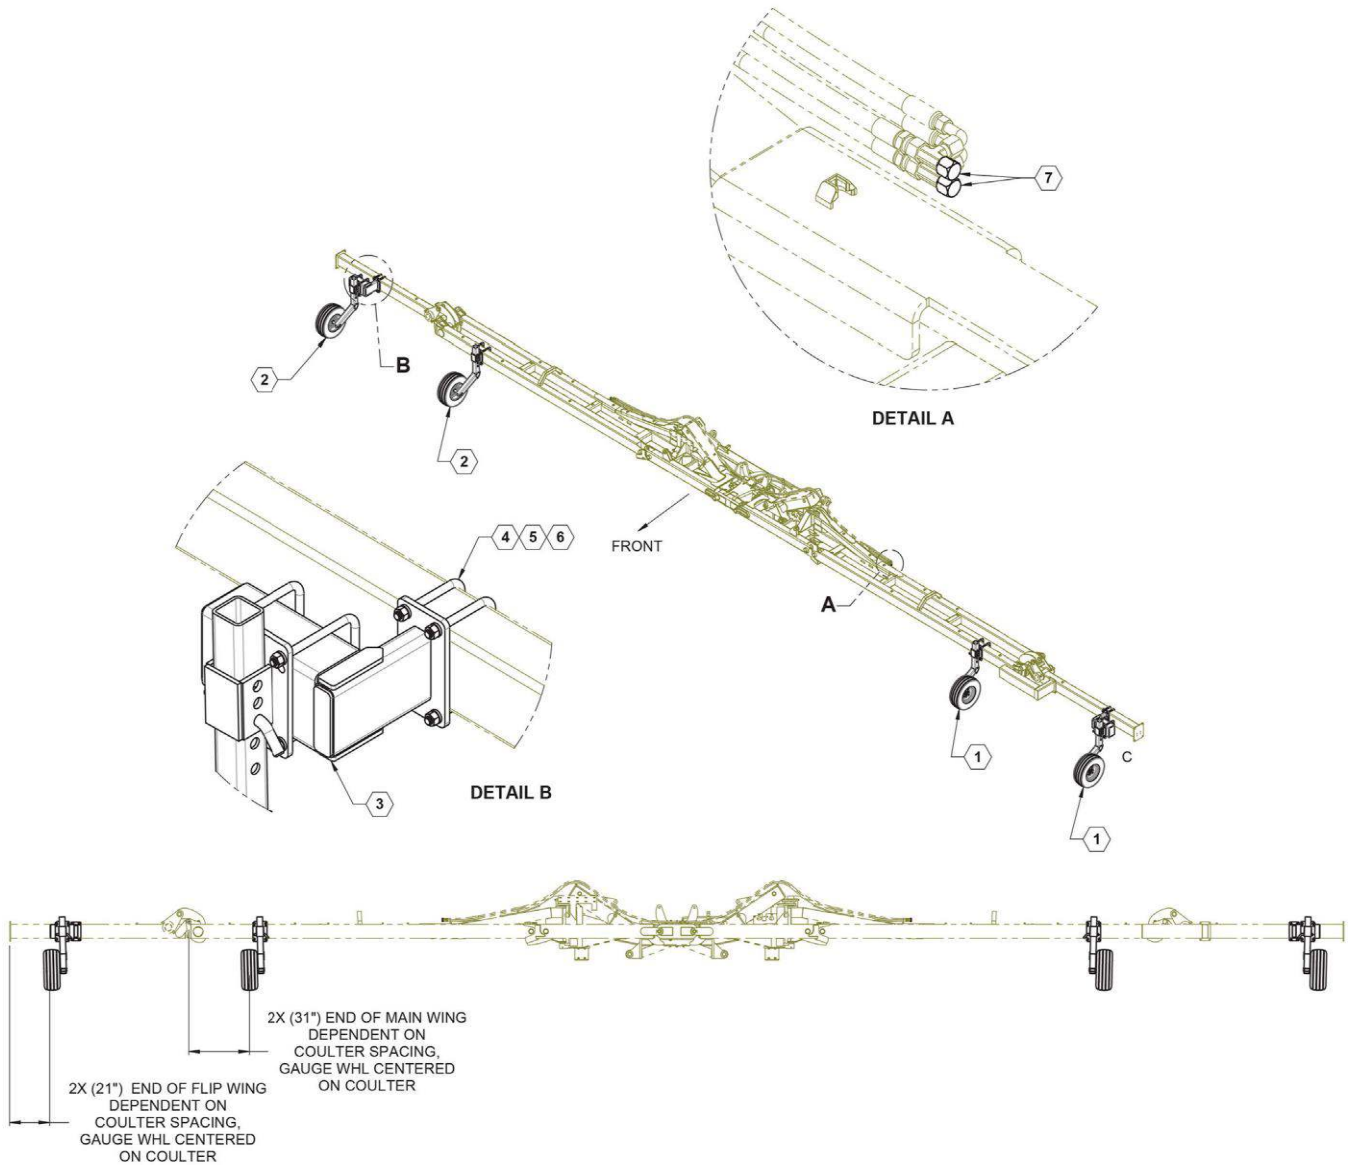 7
DETAIL A
2
B
2
FRONT
4 5 6
A
3
DETAIL B
1
C
1
2X (31") END OF MAIN WING
DEPENDENT ON
COULTER SPACING,
GAUGE WHL CENTERED
ON COULTER
2X (21") END OF FLIP WING
DEPENDENT ON
COULTER SPACING,
GAUGE WHL CENTERED
ON COULTER